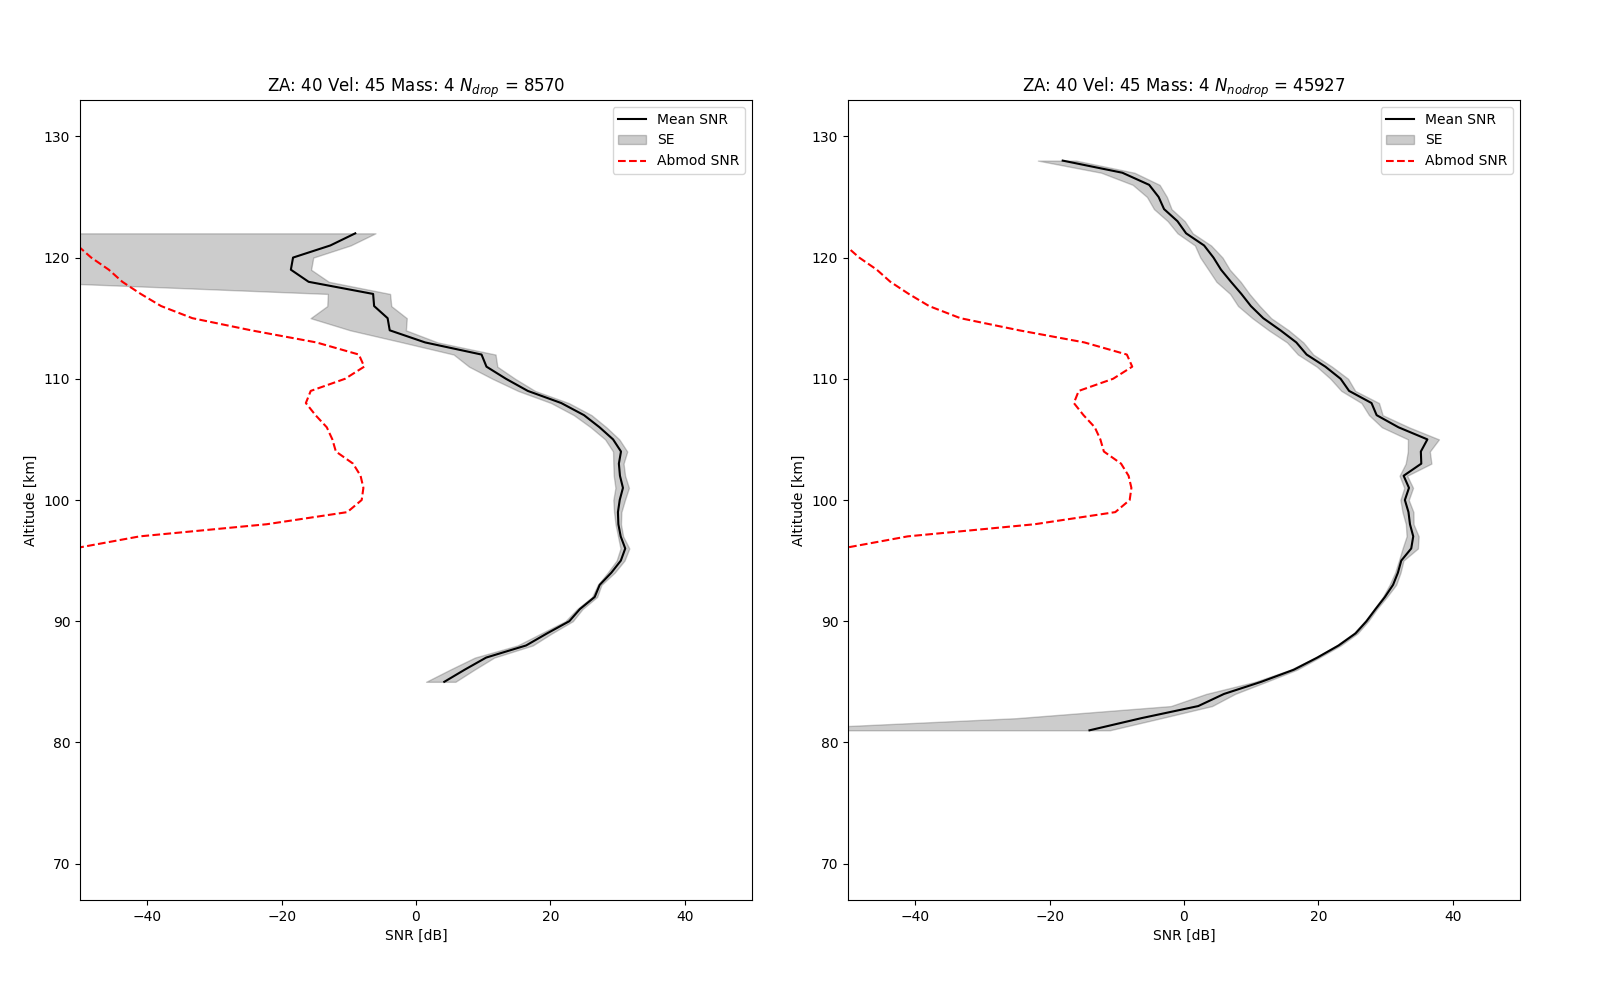 ZA: 40 Vel: 45 Mass: 4 N_drop = 8570
Mean SNR
SE
Abmod SNR
130
120
110
100
90
80
70
Altitude [km]
−40
−20
0
20
40
SNR [dB]
ZA: 40 Vel: 45 Mass: 4 N_nodrop = 45927
Mean SNR
SE
Abmod SNR
130
120
110
100
90
80
70
Altitude [km]
−40
−20
0
20
40
SNR [dB]